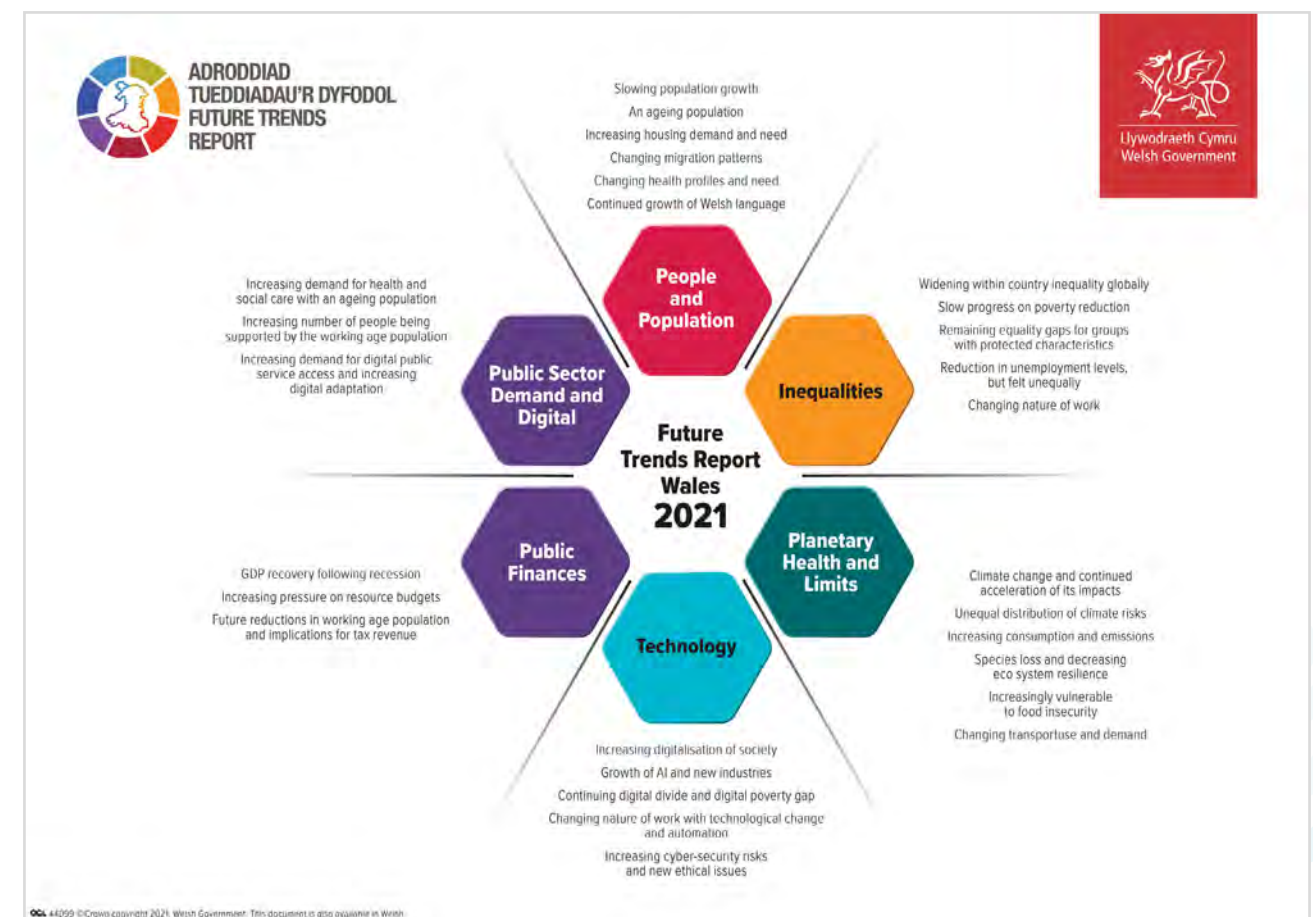 ADRODDIAD
TUEDDIADAU'R DYFODOL
FUTURE TRENDS
REPORT
Llywodraeth Cymru
Welsh Government
Slowing population growth
An ageing population
Increasing housing demand and need
Changing migration patterns
Changing health profiles and need
Continued growth of Welsh language
People
and
Population
Increasing demand for health and
social care with an ageing population
Increasing number of people being
supported by the working age population
Increasing demand for digital public
service access and increasing
digital adaptation
Public Sector
Demand and
Digital
Inequalities
Widening within country inequality globally
Slow progress on poverty reduction
Remaining equality gaps for groups
with protected characteristics
Reduction in unemployment levels,
but felt unequally
Changing nature of work
Future
Trends Report
Wales
2021
Public
Finances
GDP recovery following recession
Increasing pressure on resource budgets
Future reductions in working age population
and implications for tax revenue
Planetary
Health and
Limits
Climate change and continued
acceleration of its impacts
Unequal distribution of climate risks
Increasing consumption and emissions
Species loss and decreasing
eco system resilience
Increasingly vulnerable
to food insecurity
Changing transportuse and demand
Technology
Increasing digitalisation of society
Growth of AI and new industries
Continuing digital divide and digital poverty gap
Changing nature of work with technological change
and automation
Increasing cyber-security risks
and new ethical issues
OGL 44099 ©Crown copyright 2021, Welsh Government, This document is also available in Welsh.